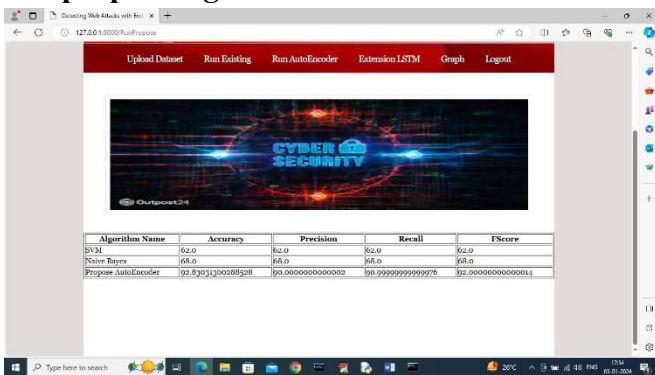 Detecting Web Attacks with End
127.0.0.1:8000/RunPropose
Upload Dataset Run Existing Run AutoEncoder Extension LSTM Graph Logout
CYBER
SECURITY
Outpost24
Algorithm Name Accuracy Precision Recall FScore
SVM 62.0 62.0 62.0 62.0
Naive Bayes 68.0 68.0 68.0 68.0
Propose AutoEncoder 92.83031300288528 90.0000000000002 90.99999999999976 92.00000000000014
Type here to search 26°C ENG 17:54
03-01-2024